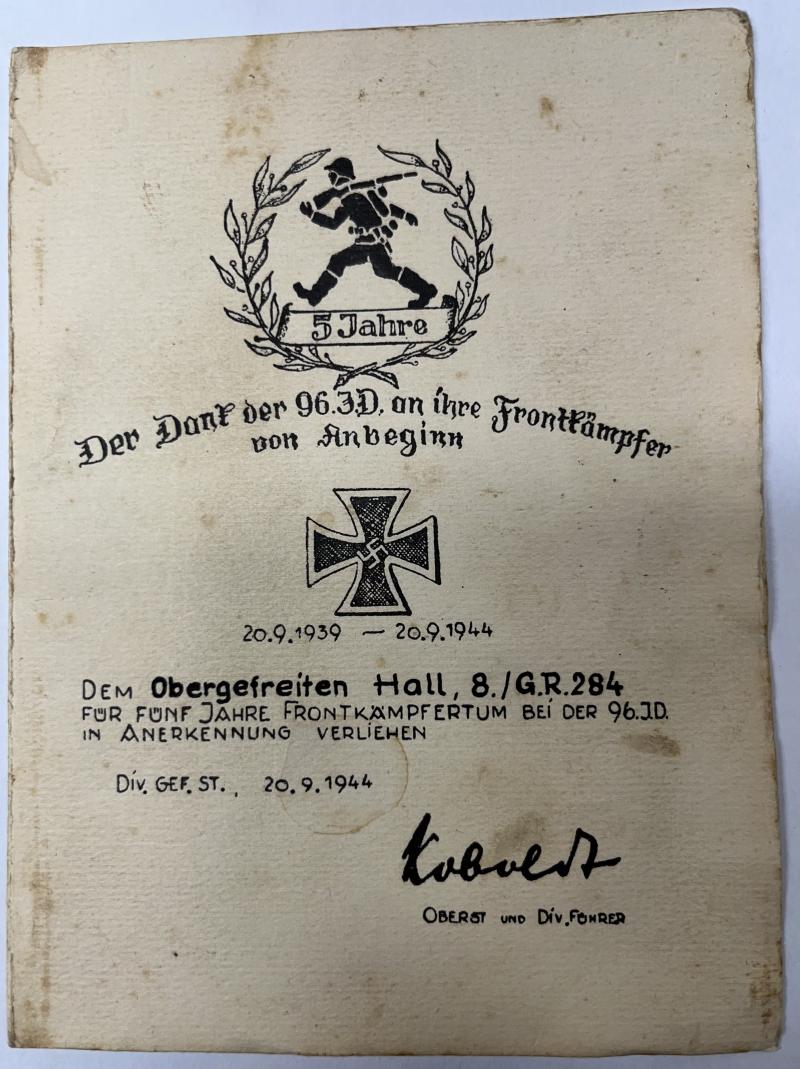 5 Jahre
Der Dank der 96.J.D. an ihre Frontkämpfer
von Anbeginn
20.9.1939 — 20.9.1944
DEM Obergefreiten Hall, 8./G.R.284
FÜR FÜNF JAHRE FRONTKÄMPFERTUM BEI DER 96.J.D.
IN ANERKENNUNG VERLIEHEN
DIV. GEF. ST., 20.9.1944
Koboldt
OBERST UND DIV. FÜHRER